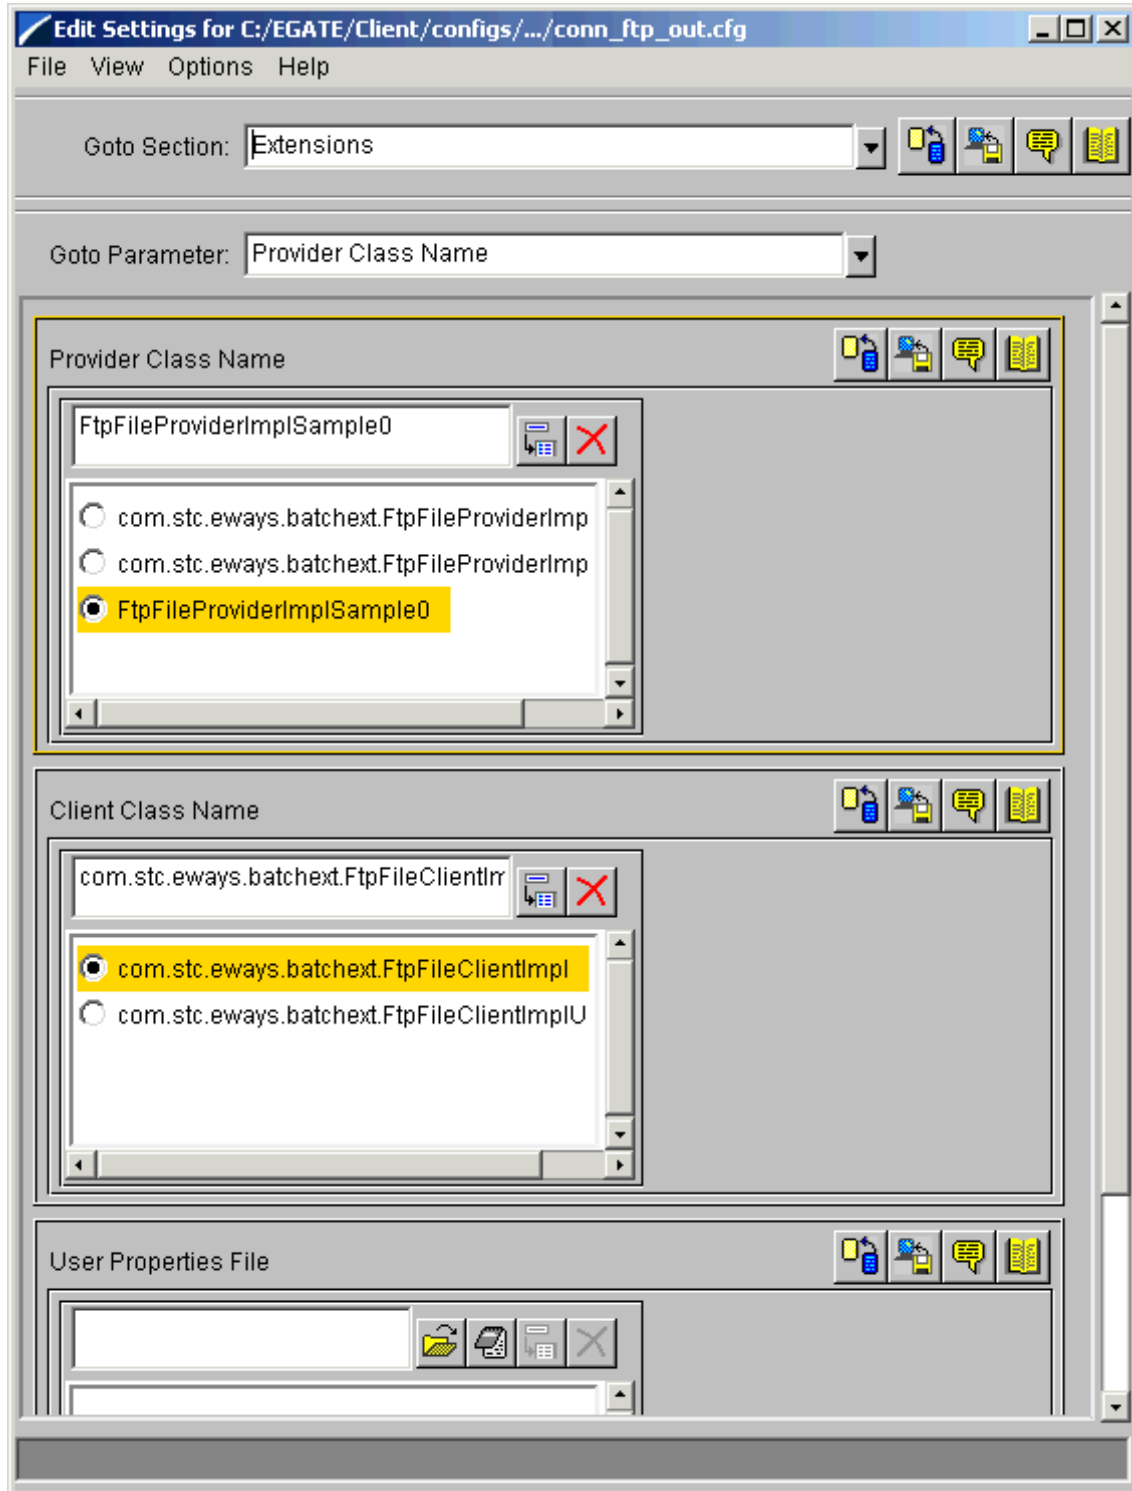 Edit Settings for C:/EGATE/Client/configs/.../conn_ftp_out.cfg
File View Options Help
Goto Section: Extensions
Goto Parameter: Provider Class Name
Provider Class Name
FtpFileProviderImplSample0
com.stc.eways.batchext.FtpFileProviderImp
com.stc.eways.batchext.FtpFileProviderImp
FtpFileProviderImplSample0
Client Class Name
com.stc.eways.batchext.FtpFileClientIm
com.stc.eways.batchext.FtpFileClientImpl
com.stc.eways.batchext.FtpFileClientImplU
User Properties File